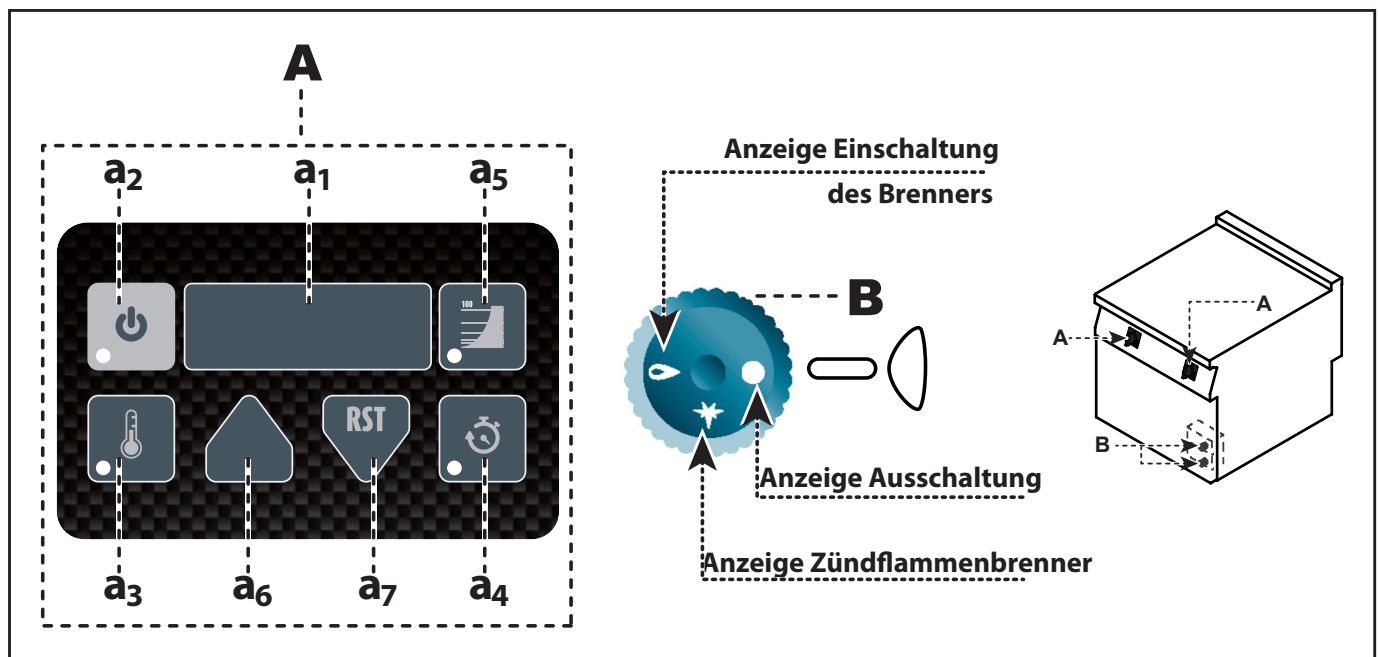 A
a2
a1
a5
100
RST
a3
a6
a7
a4
Anzeige Einschaltung
des Brenners
B
Anzeige Ausschaltung
Anzeige Zündflammenbrenner
A
A
B